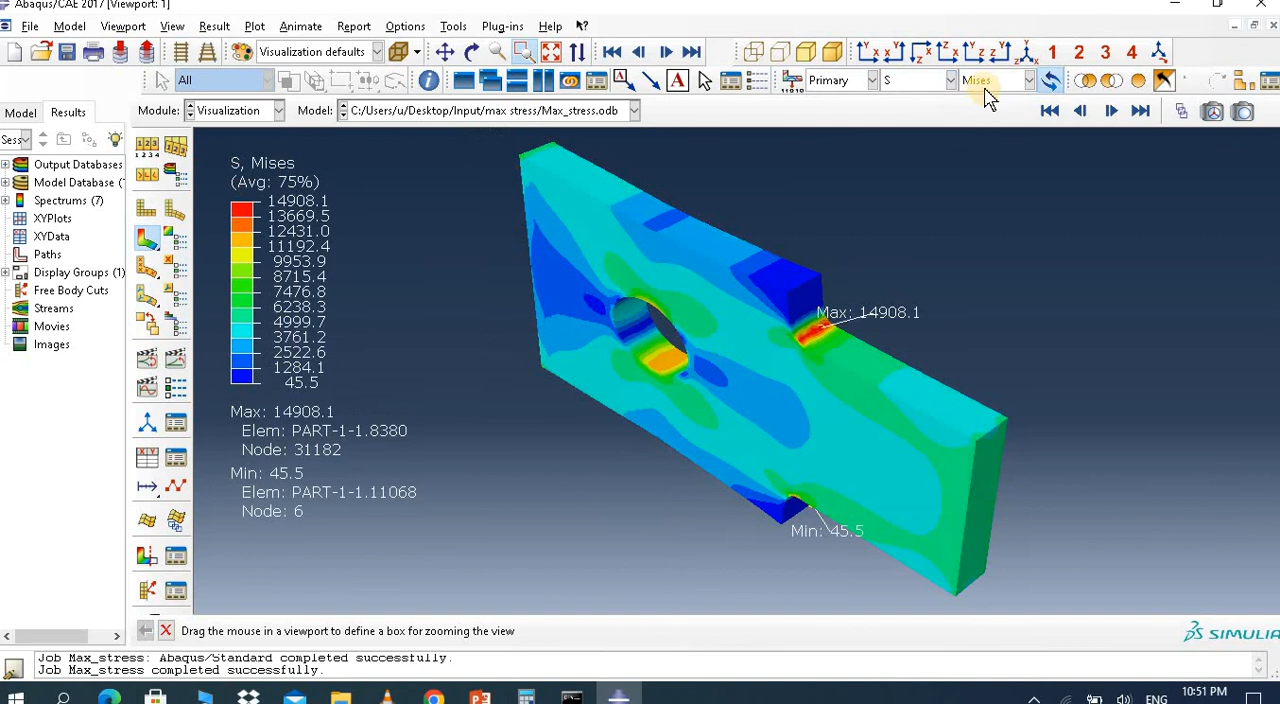 Abaqus/CAE 2017 [Viewport: 1]
File Model Viewport View Result Plot Animate Report Options Tools Plug-ins Help
Visualization defaults 1 2 3 4
All Primary S Mises
Model Results Module: Visualization Model: C:/Users/u/Desktop/Input/max stress/Max_stress.odb
Sess
Output Databases
Model Database (
Spectrums (7)
XYPlots
XYData
Paths
Display Groups (1)
Free Body Cuts
Streams
Movies
Images
S, Mises
(Avg: 75%)
14908.1
13669.5
12431.0
11192.4
9953.9
8715.4
7476.8
6238.3
4999.7
3761.2
2522.6
1284.1
45.5
Max: 14908.1
Elem: PART-1-1.8380
Node: 31182
Min: 45.5
Elem: PART-1-1.11068
Node: 6
Max: 14908.1
Min: 45.5
Drag the mouse in a viewport to define a box for zooming the view
SIMULIA
Job Max_stress: Abaqus/Standard completed successfully.
Job Max_stress completed successfully.
ENG
10:51 PM